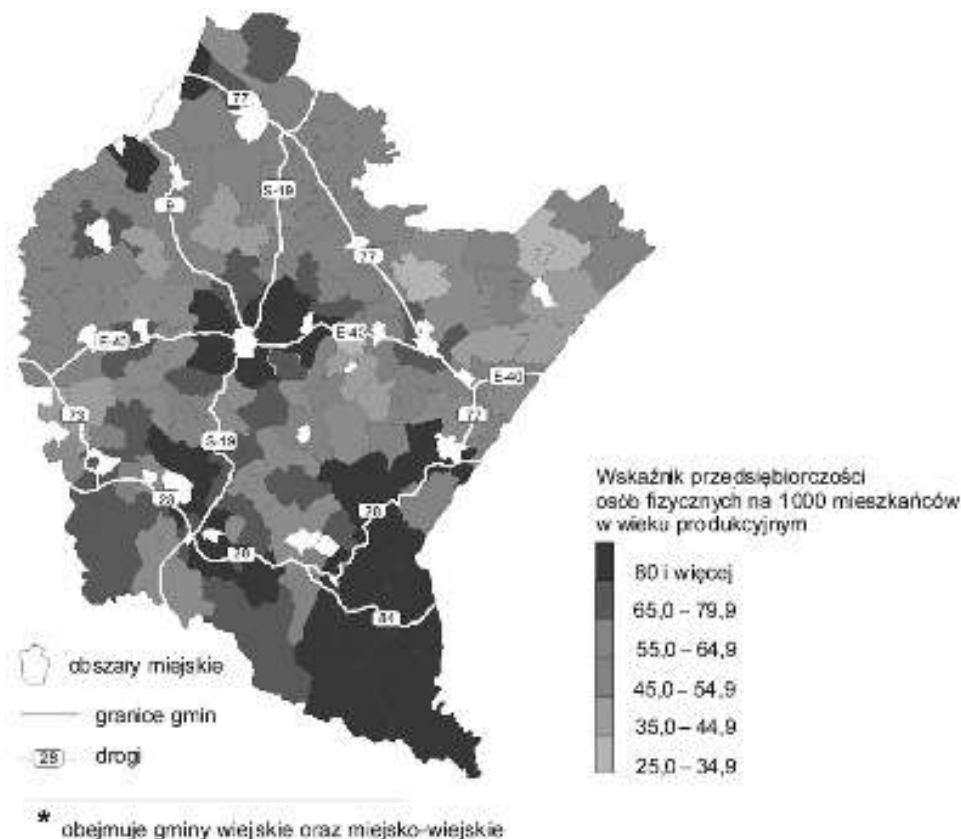 77
S-19
9
77
E-40
E-40
E-40
73
77
S-19
28
28
28
84
Wskaźnik przedsiębiorczości
osób fizycznych na 1000 mieszkańców
w wieku produkcyjnym
80 i więcej
65,0 – 79,9
55,0 – 64,9
45,0 – 54,9
35,0 – 44,9
25,0 – 34,9
obszary miejskie
granice gmin
28 drogi
* obejmuje gminy wiejskie oraz miejsko-wiejskie